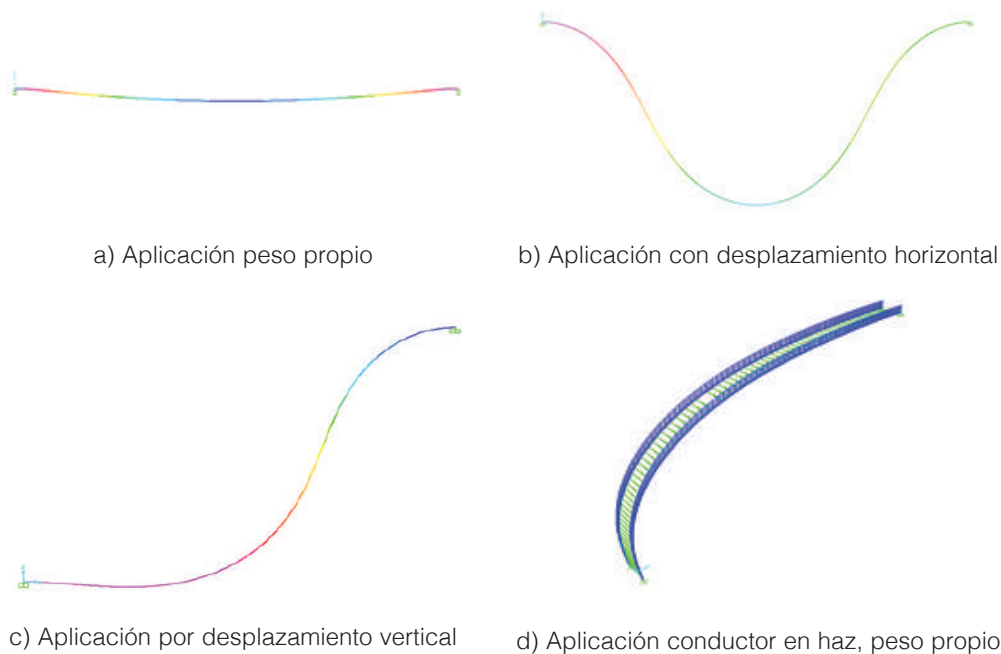 a) Aplicación peso propio
b) Aplicación con desplazamiento horizontal
c) Aplicación por desplazamiento vertical
d) Aplicación conductor en haz, peso propio